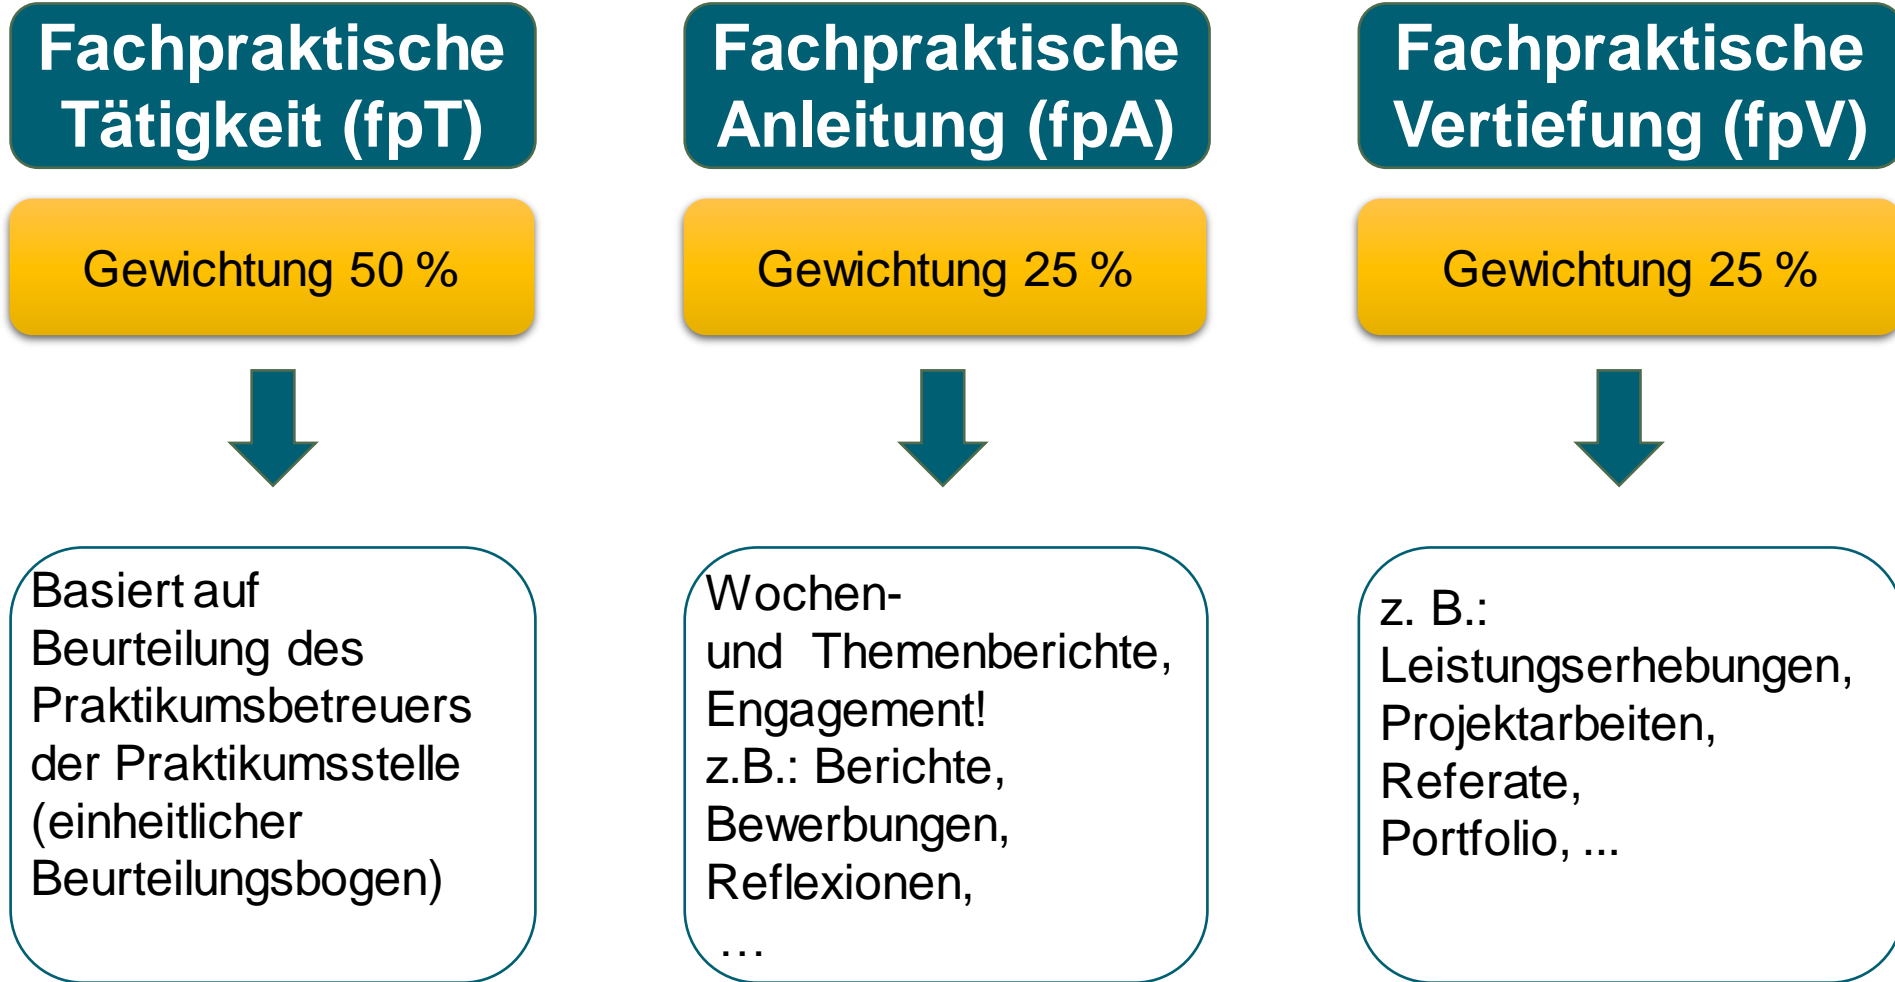 Fachpraktische
Tätigkeit (fpT)
Gewichtung 50 %
Basiert auf
Beurteilung des
Praktikumsbetreuers
der Praktikumsstelle
(einheitlicher
Beurteilungsbogen)
Fachpraktische
Anleitung (fpA)
Gewichtung 25 %
Wochen-
und Themenberichte,
Engagement!
z.B.: Berichte,
Bewerbungen,
Reflexionen,
...
Fachpraktische
Vertiefung (fpV)
Gewichtung 25 %
z. B.:
Leistungserhebungen,
Projektarbeiten,
Referate,
Portfolio, ...